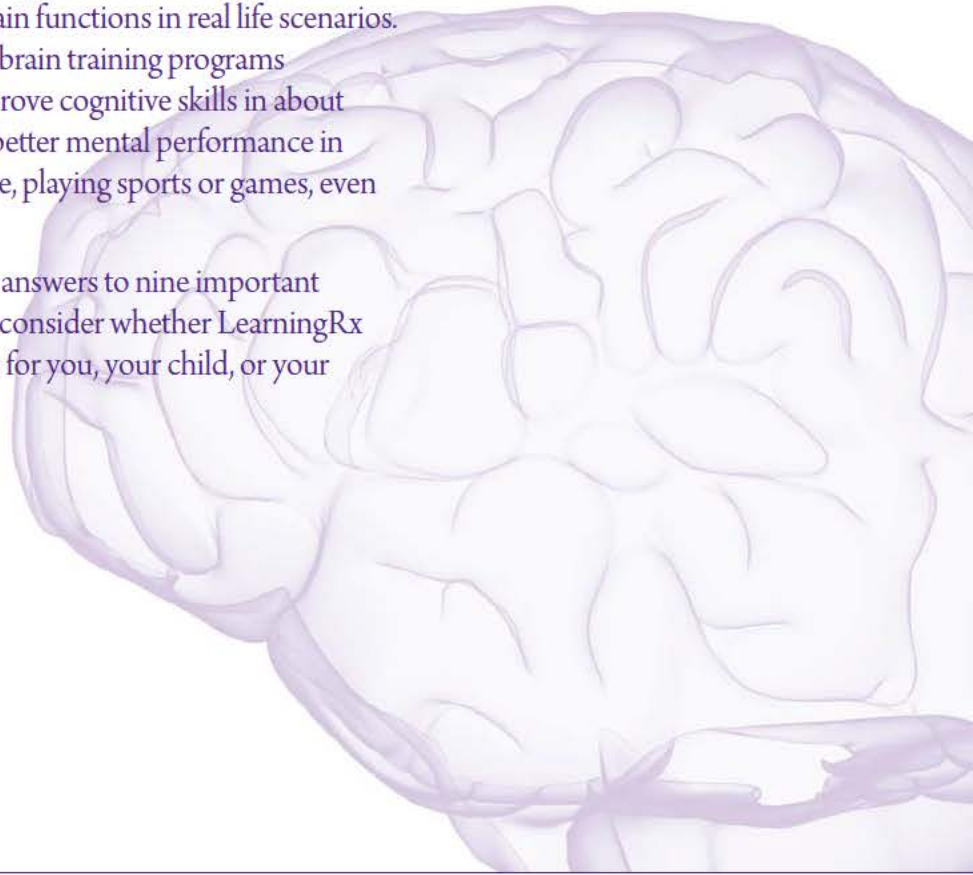 ain functions in real life scenarios.
brain training programs
rove cognitive skills in about
better mental performance in
e, playing sports or games, even
answers to nine important
consider whether LearningRx
for you, your child, or your